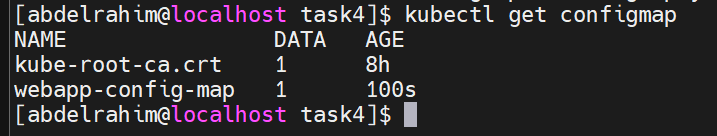 [abdelrahim@localhost task4]$ kubectl get configmap
NAME DATA AGE
kube-root-ca.crt 1 8h
webapp-config-map 1 100s
[abdelrahim@localhost task4]$